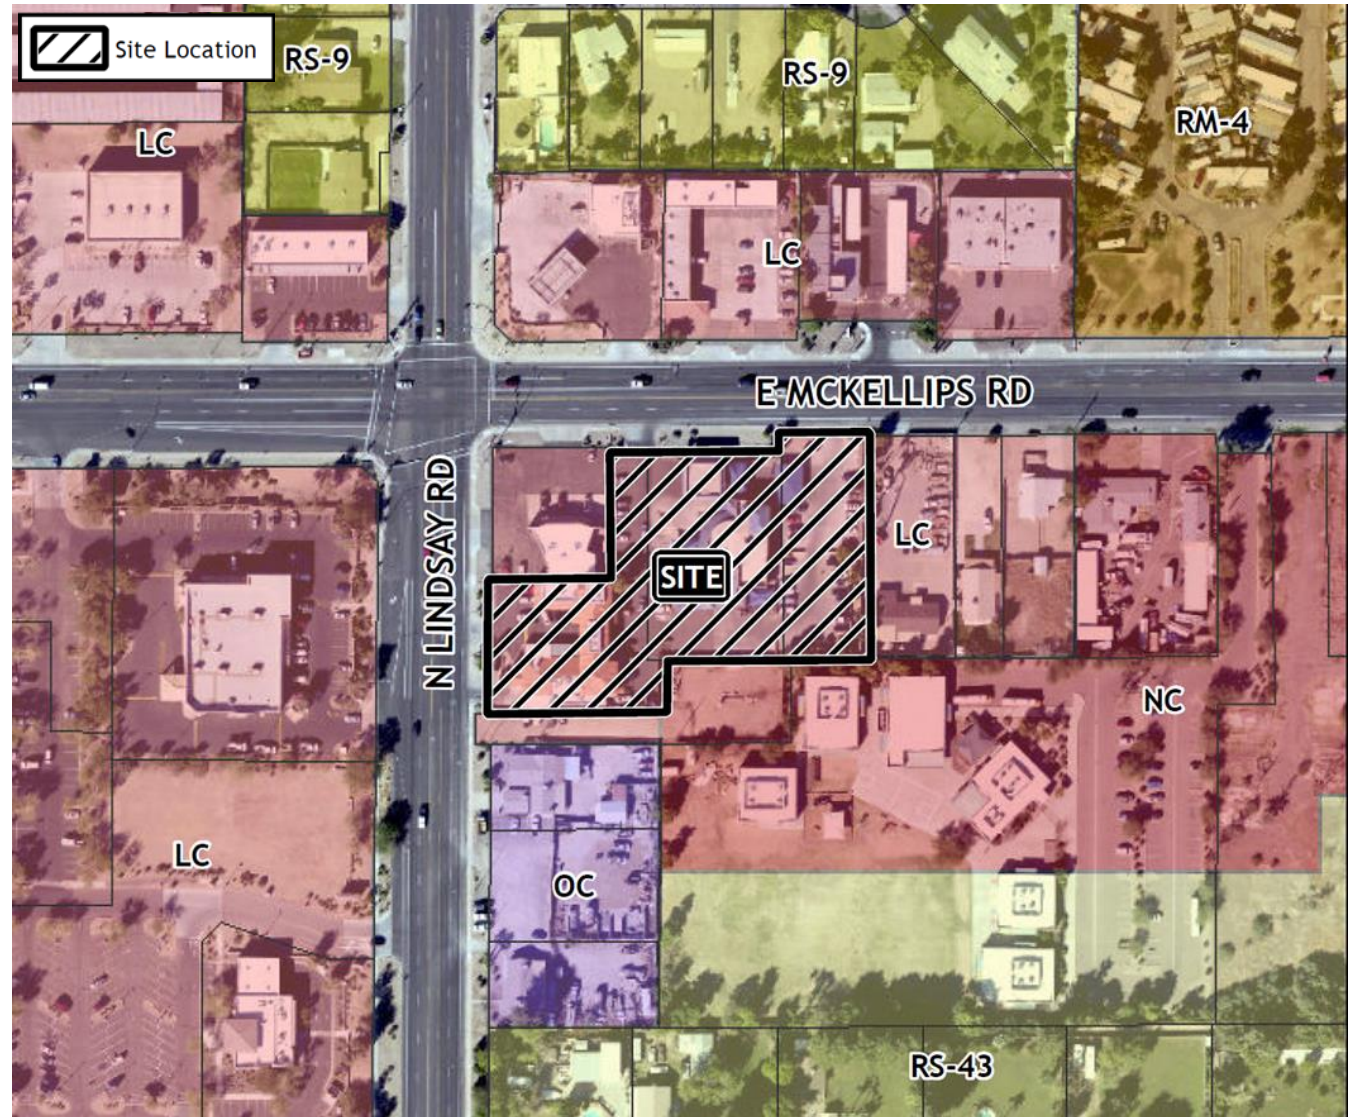 Site Location
RS-9
RS-9
RM-4
LC
LC
E MCKELLIPS RD
N LINDSAY RD
LC
SITE
NC
LC
OC
RS-43